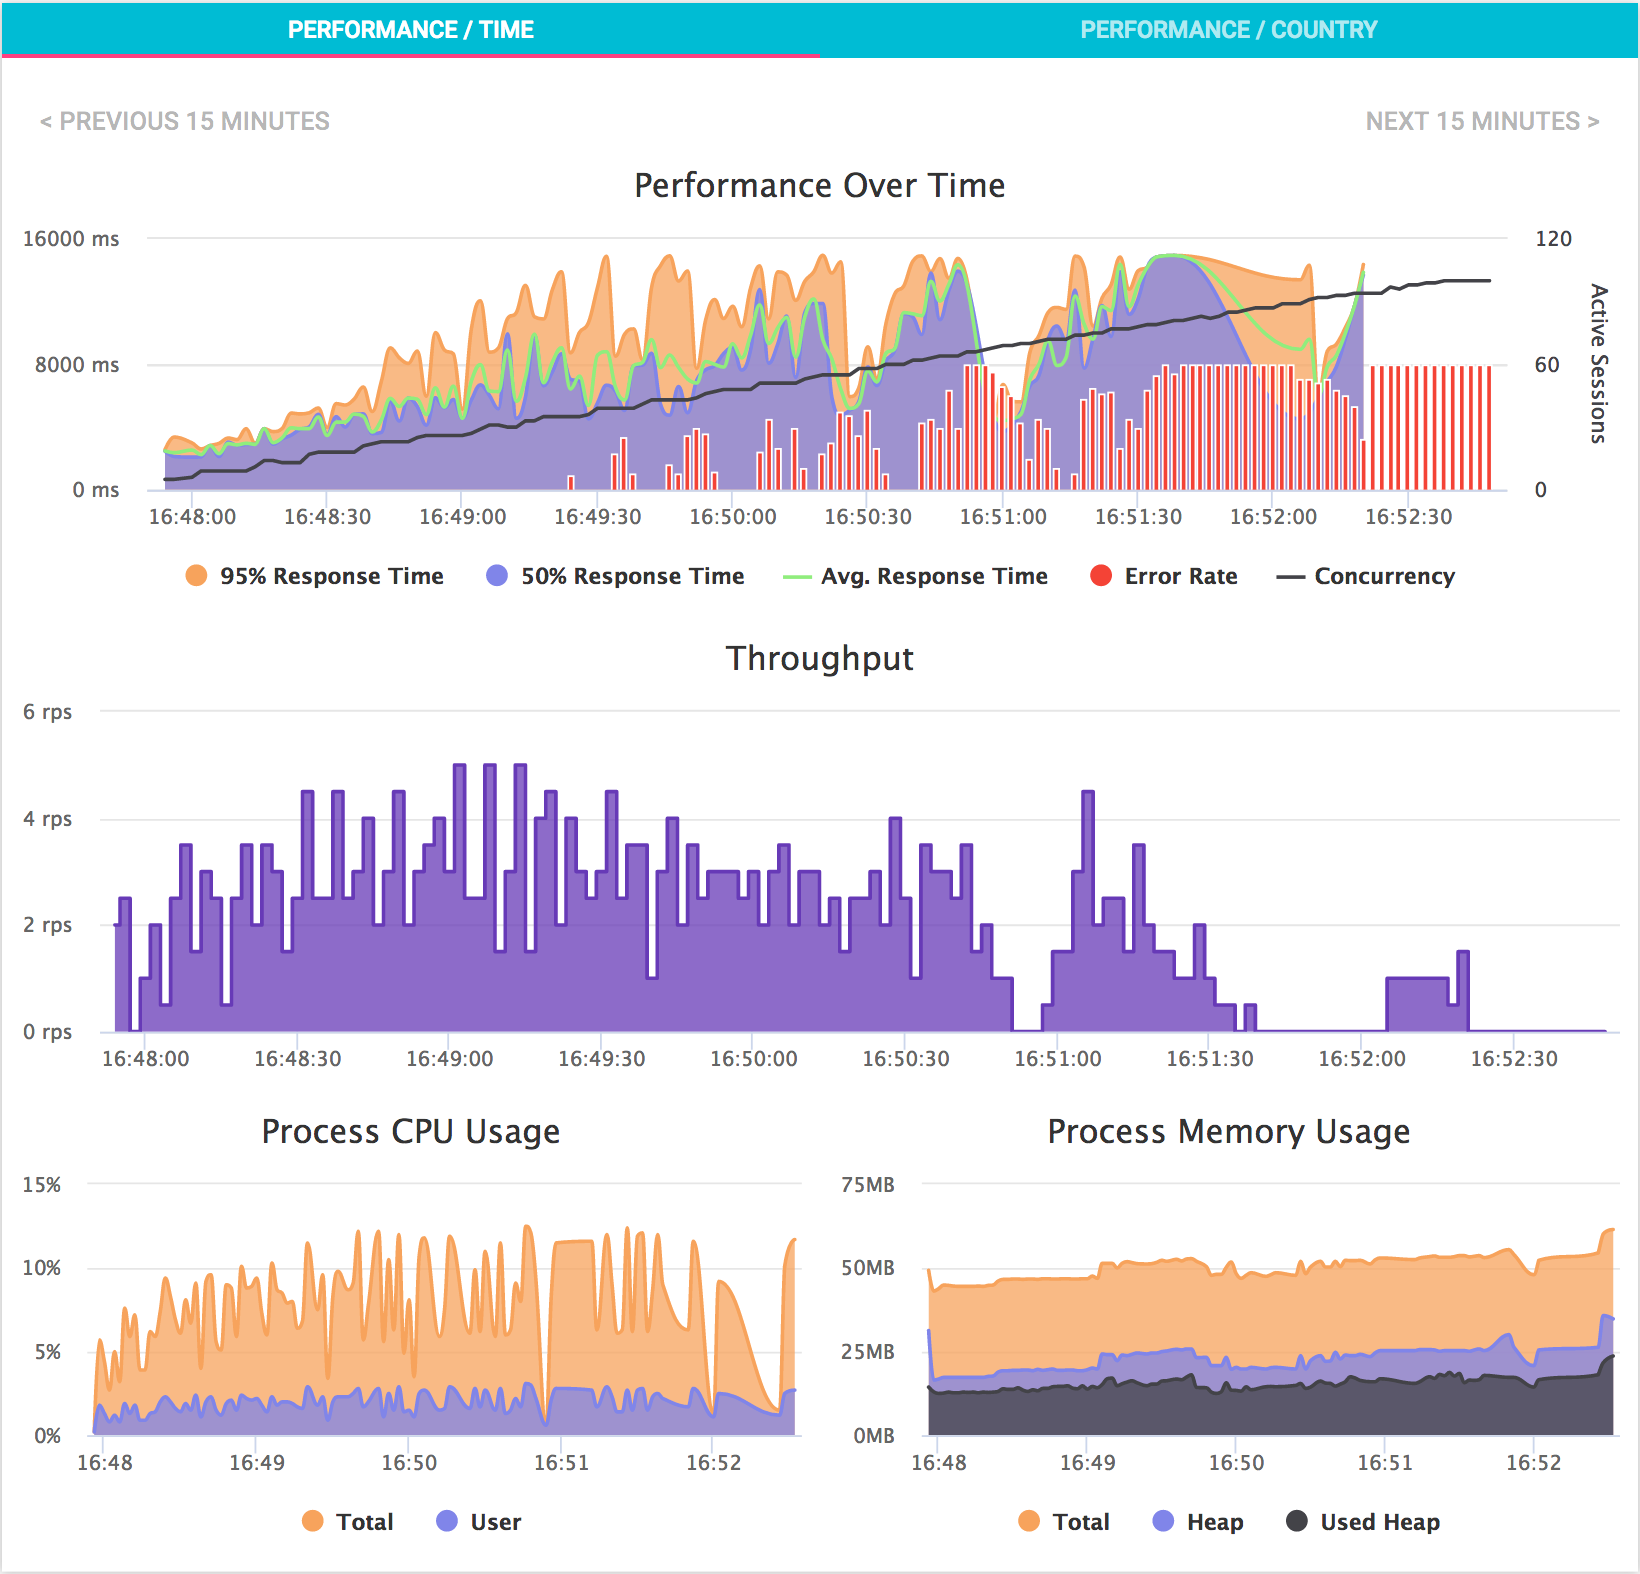 PERFORMANCE / TIME
PERFORMANCE / COUNTRY
< PREVIOUS 15 MINUTES
NEXT 15 MINUTES >
Performance Over Time
16000 ms
8000 ms
0 ms
120
60
0
Active Sessions
16:48:00 16:48:30 16:49:00 16:49:30 16:50:00 16:50:30 16:51:00 16:51:30 16:52:00 16:52:30
95% Response Time 50% Response Time Avg. Response Time Error Rate Concurrency
Throughput
6 rps
4 rps
2 rps
0 rps
16:48:00 16:48:30 16:49:00 16:49:30 16:50:00 16:50:30 16:51:00 16:51:30 16:52:00 16:52:30
Process CPU Usage
15%
10%
5%
0%
16:48 16:49 16:50 16:51 16:52
Total User
Process Memory Usage
75MB
50MB
25MB
0MB
16:48 16:49 16:50 16:51 16:52
Total Heap Used Heap